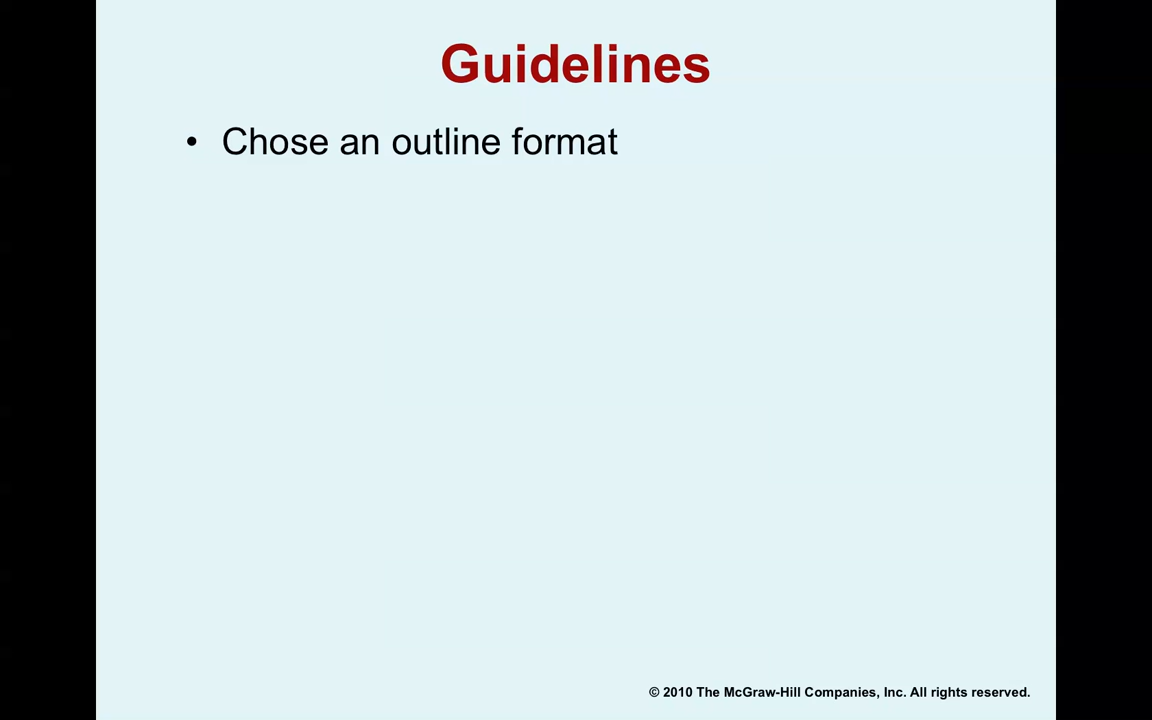 Guidelines
• Chose an outline format
© 2010 The McGraw-Hill Companies, Inc. All rights reserved.